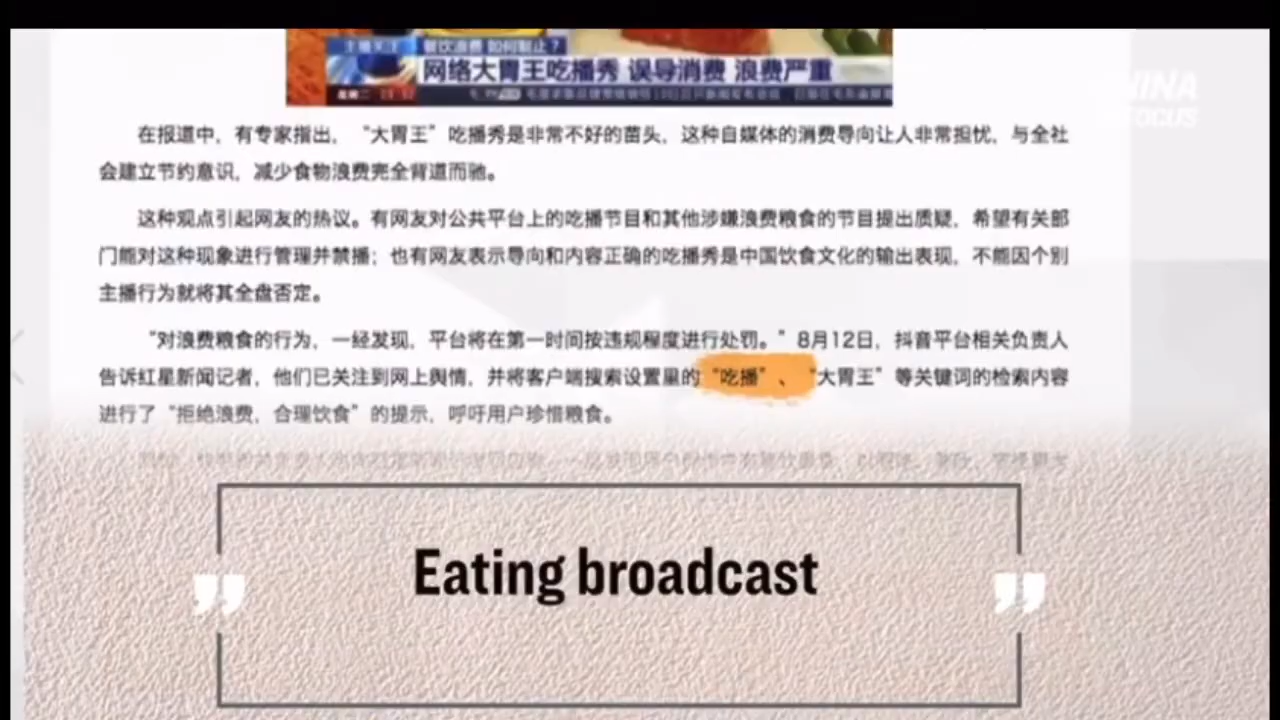 主播关注 餐饮浪费 如何制止？
网络大胃王吃播秀 误导消费 浪费严重
CHINA
FOCUS
在报道中，有专家指出，“大胃王”吃播秀是非常不好的苗头，这种自媒体的消费导向让人非常担忧，与全社
会建立节约意识，减少食物浪费完全背道而驰。
这种观点引起网友的热议。有网友对公共平台上的吃播节目和其他涉嫌浪费粮食的节目提出质疑，希望有关部
门能对这种现象进行管理并禁播；也有网友表示导向和内容正确的吃播秀是中国饮食文化的输出表现，不能因个别
主播行为就将其全盘否定。
“对浪费粮食的行为，一经发现，平台将在第一时间按违规程度进行处罚。”8月12日，抖音平台相关负责人
告诉红星新闻记者，他们已关注到网上舆情，并将客户端搜索设置里的“吃播”、“大胃王”等关键词的检索内容
进行了“拒绝浪费，合理饮食”的提示，呼吁用户珍惜粮食。
Eating broadcast